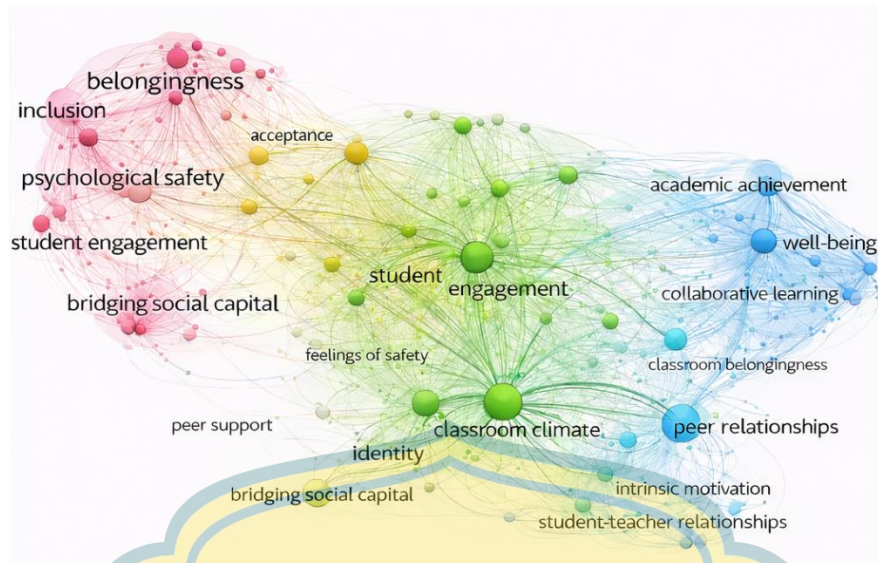 belongingness
inclusion
acceptance
psychological safety
academic achievement
student engagement
well-being
student
engagement
collaborative learning
bridging social capital
feelings of safety
classroom belongingness
peer support
classroom climate
peer relationships
identity
bridging social capital
intrinsic motivation
student-teacher relationships